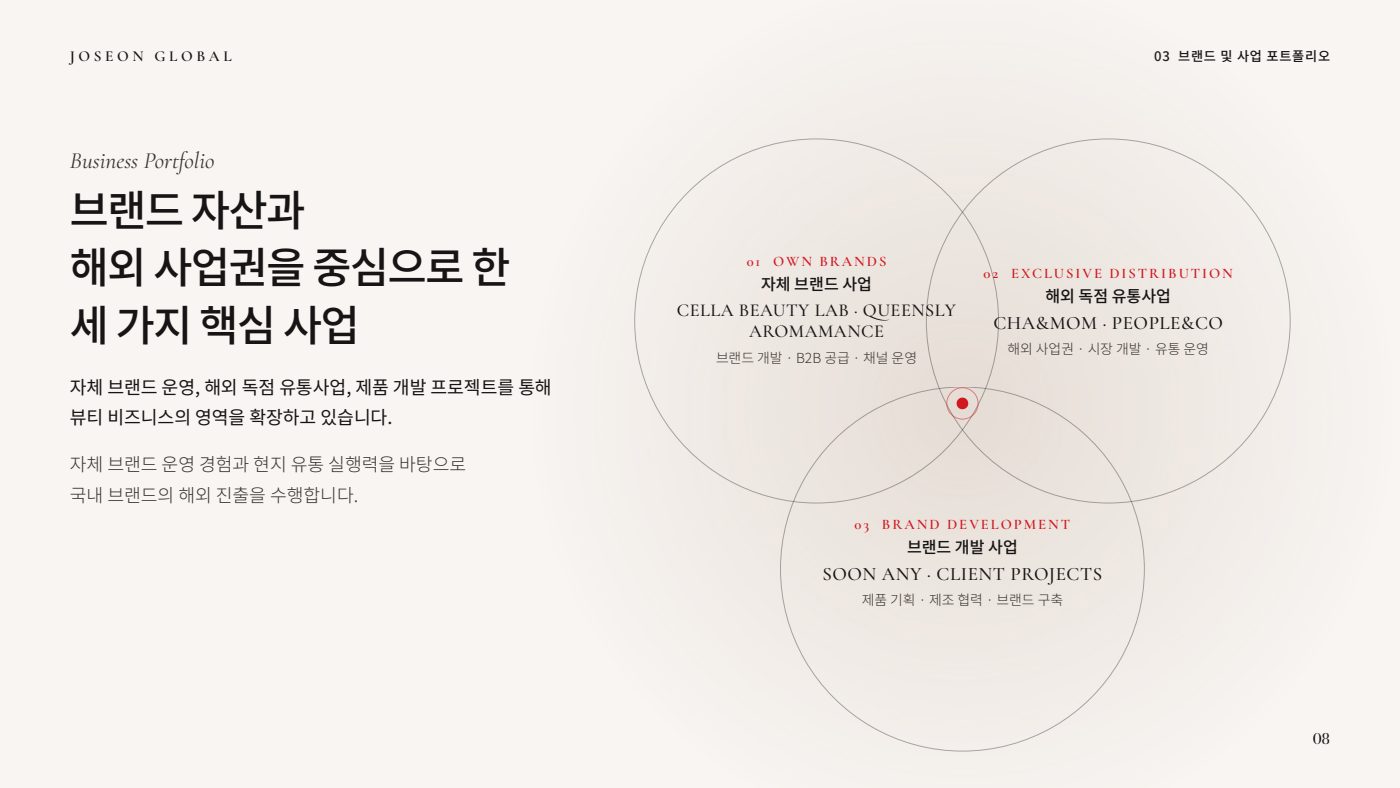 JOSEON GLOBAL
03 브랜드 및 사업 포트폴리오
Business Portfolio
브랜드 자산과
해외 사업권을 중심으로 한
세 가지 핵심 사업
자체 브랜드 운영, 해외 독점 유통사업, 제품 개발 프로젝트를 통해
뷰티 비즈니스의 영역을 확장하고 있습니다.
자체 브랜드 운영 경험과 현지 유통 실행력을 바탕으로
국내 브랜드의 해외 진출을 수행합니다.
01 OWN BRANDS
자체 브랜드 사업
CELLA BEAUTY LAB · QUEENSLY
AROMAMANCE
브랜드 개발 · B2B 공급 · 채널 운영
02 EXCLUSIVE DISTRIBUTION
해외 독점 유통사업
CHA&MOM · PEOPLE&CO
해외 사업권 · 시장 개발 · 유통 운영
03 BRAND DEVELOPMENT
브랜드 개발 사업
SOON ANY · CLIENT PROJECTS
제품 기획 · 제조 협력 · 브랜드 구축
08